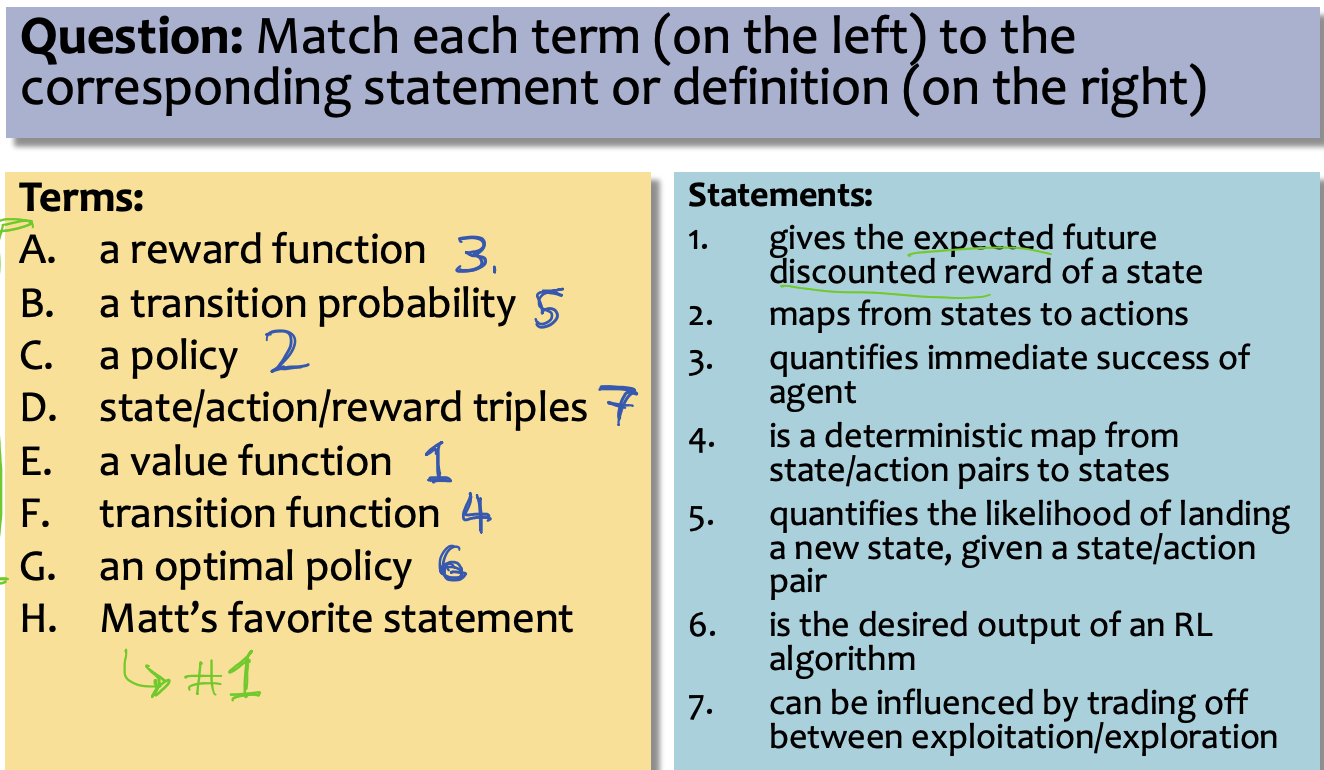 Question: Match each term (on the left) to the
corresponding statement or definition (on the right)
Terms:
A. a reward function 3.
B. a transition probability 5
C. a policy 2
D. state/action/reward triples 7
E. a value function 1
F. transition function 4
G. an optimal policy 6
H. Matt's favorite statement
↳ #1
Statements:
1. gives the expected future
discounted reward of a state
2. maps from states to actions
3. quantifies immediate success of
agent
4. is a deterministic map from
state/action pairs to states
5. quantifies the likelihood of landing
a new state, given a state/action
pair
6. is the desired output of an RL
algorithm
7. can be influenced by trading off
between exploitation/exploration